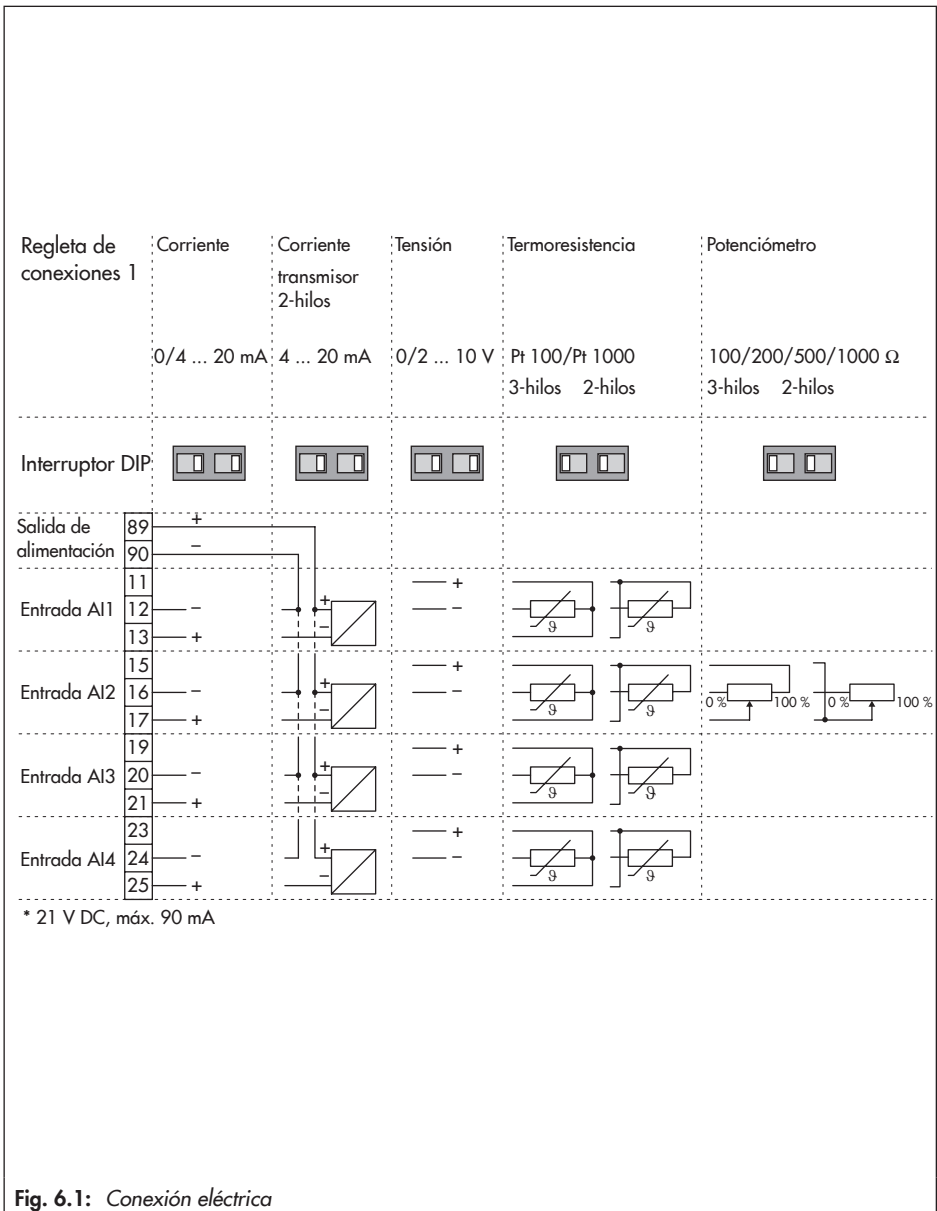 Regleta de conexiones 1
Corriente
0/4 ... 20 mA
Corriente
transmisor
2-hilos
4 ... 20 mA
Tensión
0/2 ... 10 V
Termoresistencia
Pt 100/Pt 1000
3-hilos 2-hilos
Potenciómetro
100/200/500/1000 Ω
3-hilos 2-hilos
Interruptor DIP
Salida de
alimentación
89 +
90 −
Entrada AI1
11 +
12 − + −
13 + −
ϑ ϑ
Entrada AI2
15 +
16 − + −
17 + −
ϑ ϑ
0 % 100 % 0 % 100 %
Entrada AI3
19 +
20 − + −
21 + −
ϑ ϑ
Entrada AI4
23 +
24 − + −
25 + −
ϑ ϑ
* 21 V DC, máx. 90 mA
Fig. 6.1: Conexión eléctrica